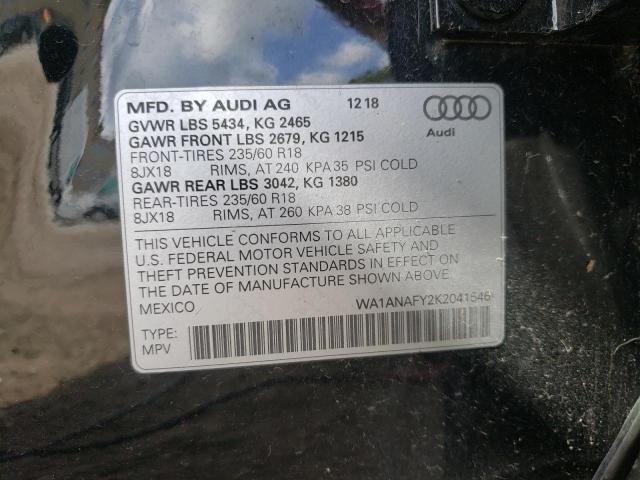 MFD. BY AUDI AG 12 18
GVWR LBS 5434, KG 2465
GAWR FRONT LBS 2679, KG 1215
FRONT-TIRES 235/60 R18
8JX18 RIMS, AT 240 KPA 35 PSI COLD
GAWR REAR LBS 3042, KG 1380
REAR-TIRES 235/60 R18
8JX18 RIMS, AT 260 KPA 38 PSI COLD
Audi
THIS VEHICLE CONFORMS TO ALL APPLICABLE
U.S. FEDERAL MOTOR VEHICLE SAFETY AND
THEFT PREVENTION STANDARDS IN EFFECT ON
THE DATE OF MANUFACTURE SHOWN ABOVE.
MEXICO WA1ANAFY2K2041546
TYPE:
MPV